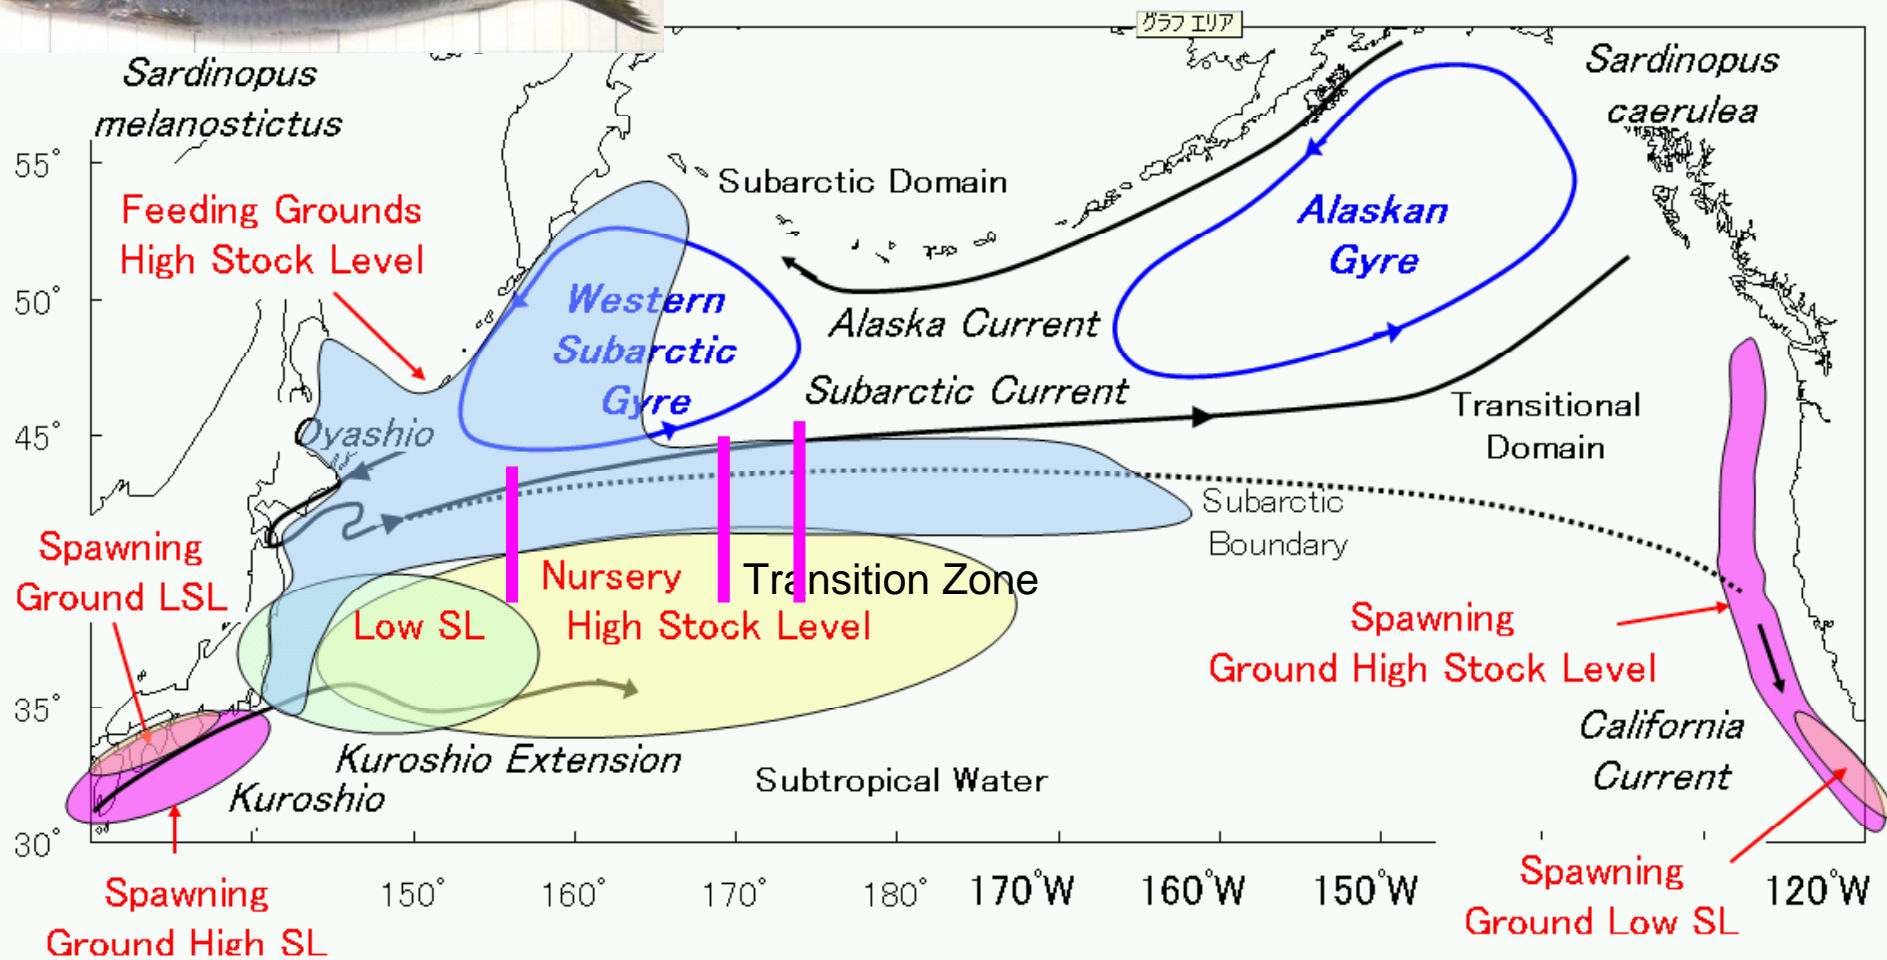 グラフ エリア
Sardinopus
melanostictus
Sardinopus
caerulea
55°
Subarctic Domain
Feeding Grounds
High Stock Level
Alaskan
Gyre
50°
Western
Subarctic
Gyre
Alaska Current
Subarctic Current
Transitional
Domain
45°
Oyashio
Subarctic
Boundary
Spawning
Ground LSL
Nursery
High Stock Level
Transition Zone
Low SL
Spawning
Ground High Stock Level
35°
California
Current
Kuroshio Extension
Kuroshio
Subtropical Water
30°
Spawning
Ground High SL
150°
160°
170°
180°
170°W
160°W
150°W
120°W
Spawning
Ground Low SL